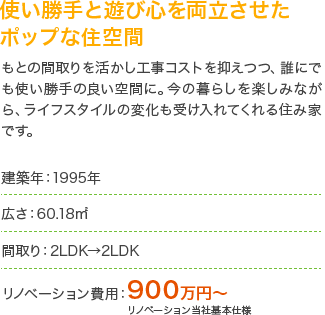 使い勝手と遊び心を両立させた
ポップな住空間
もとの間取りを活かし工事コストを抑えつつ、誰にで
も使い勝手の良い空間に。今の暮らしを楽しみなが
ら、ライフスタイルの変化も受け入れてくれる住み家
です。
建築年：1995年
広さ：60.18㎡
間取り：2LDK→2LDK
リノベーション費用：900万円～
リノベーション当社基本仕様